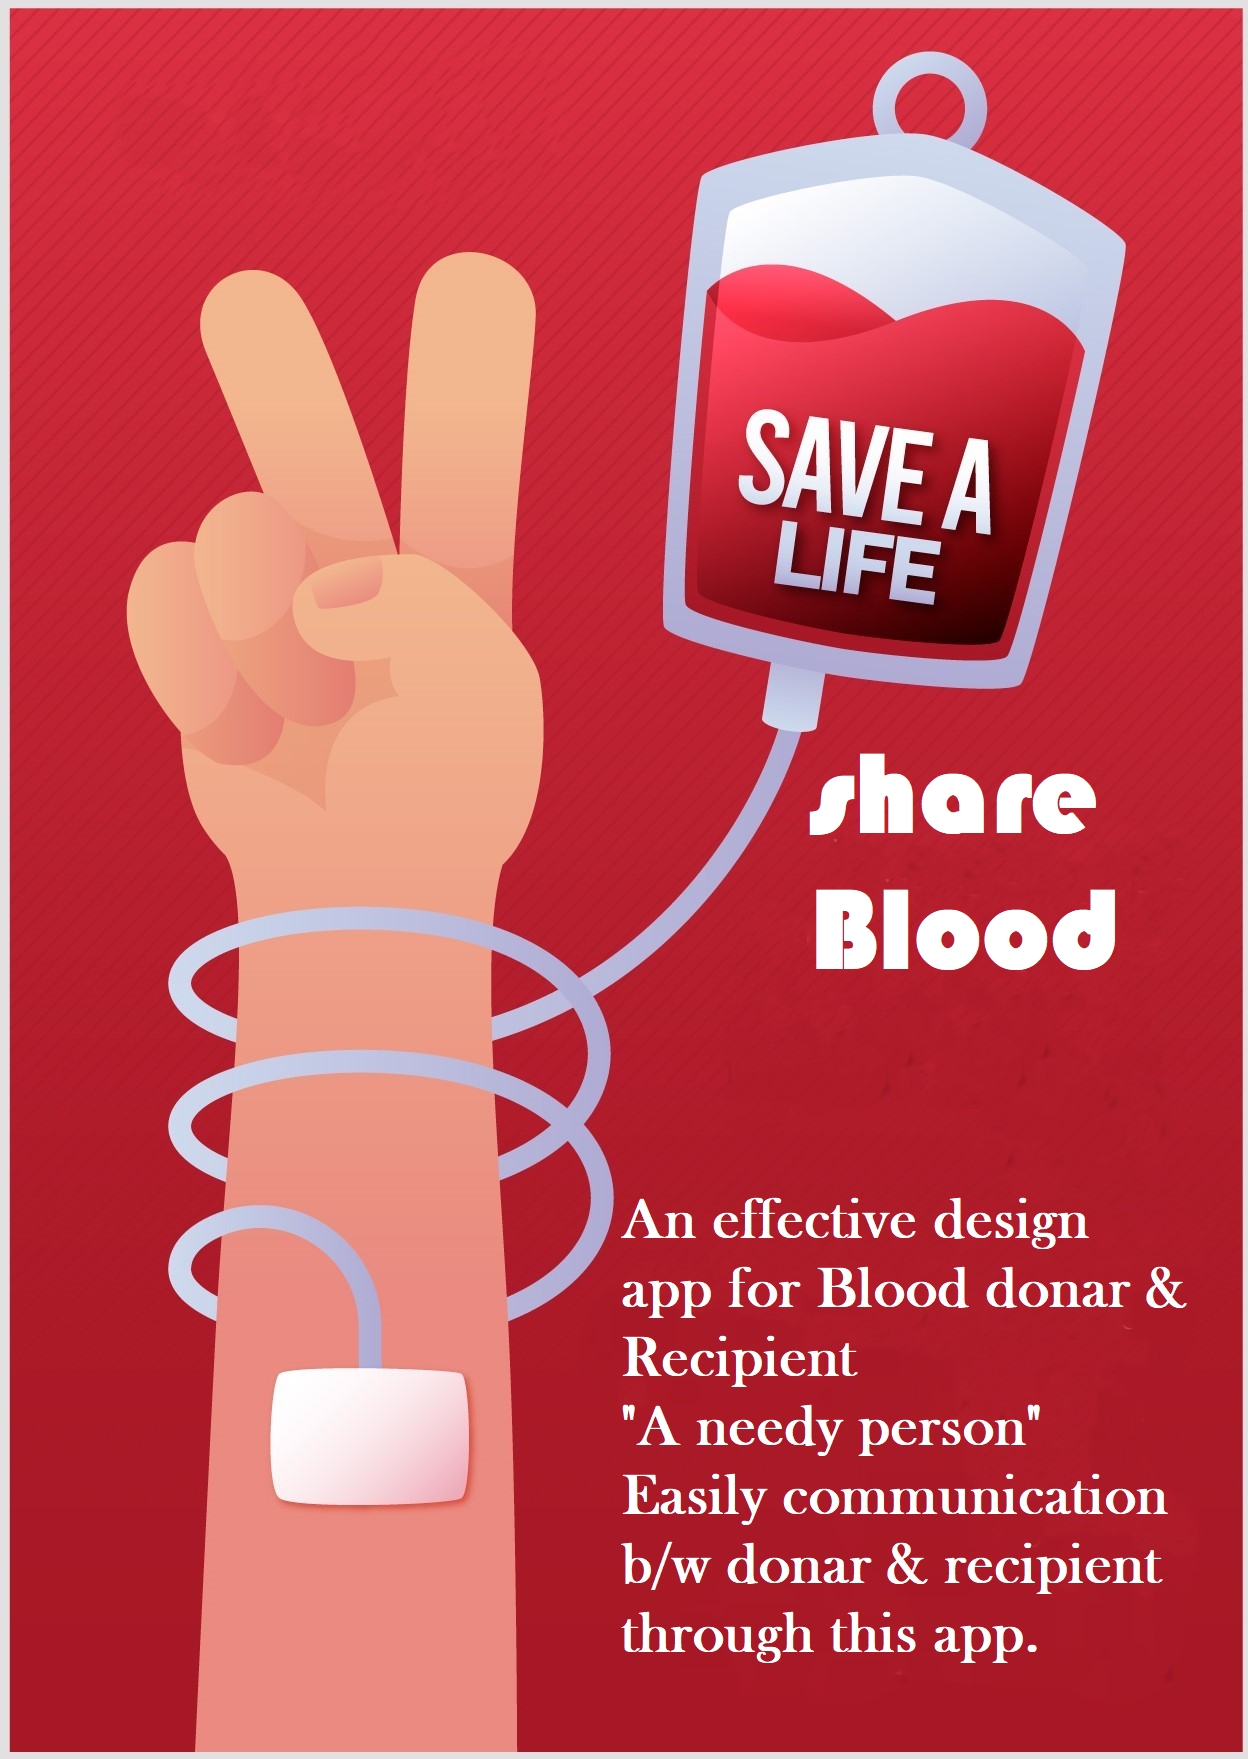 SAVE A
LIFE
share
Blood
An effective design
app for Blood donar &
Recipient
"A needy person"
Easily communication
b/w donar & recipient
through this app.